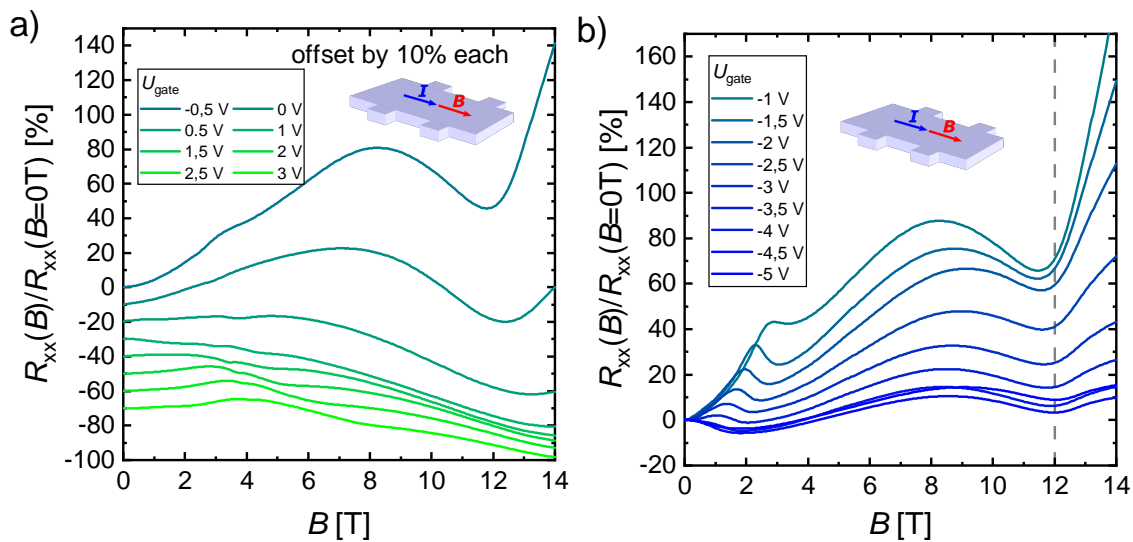 a)
offset by 10% each
U_gate
-0,5 V 0 V
0.5 V 1 V
1,5 V 2 V
2,5 V 3 V
I B
R_xx(B)/R_xx(B=0T) [%]
140
120
100
80
60
40
20
0
-20
-40
-60
-80
-100
0 2 4 6 8 10 12 14
B [T]
b)
U_gate
-1 V
-1,5 V
-2 V
-2,5 V
-3 V
-3,5 V
-4 V
-4,5 V
-5 V
I B
R_xx(B)/R_xx(B=0T) [%]
160
140
120
100
80
60
40
20
0
-20
0 2 4 6 8 10 12 14
B [T]